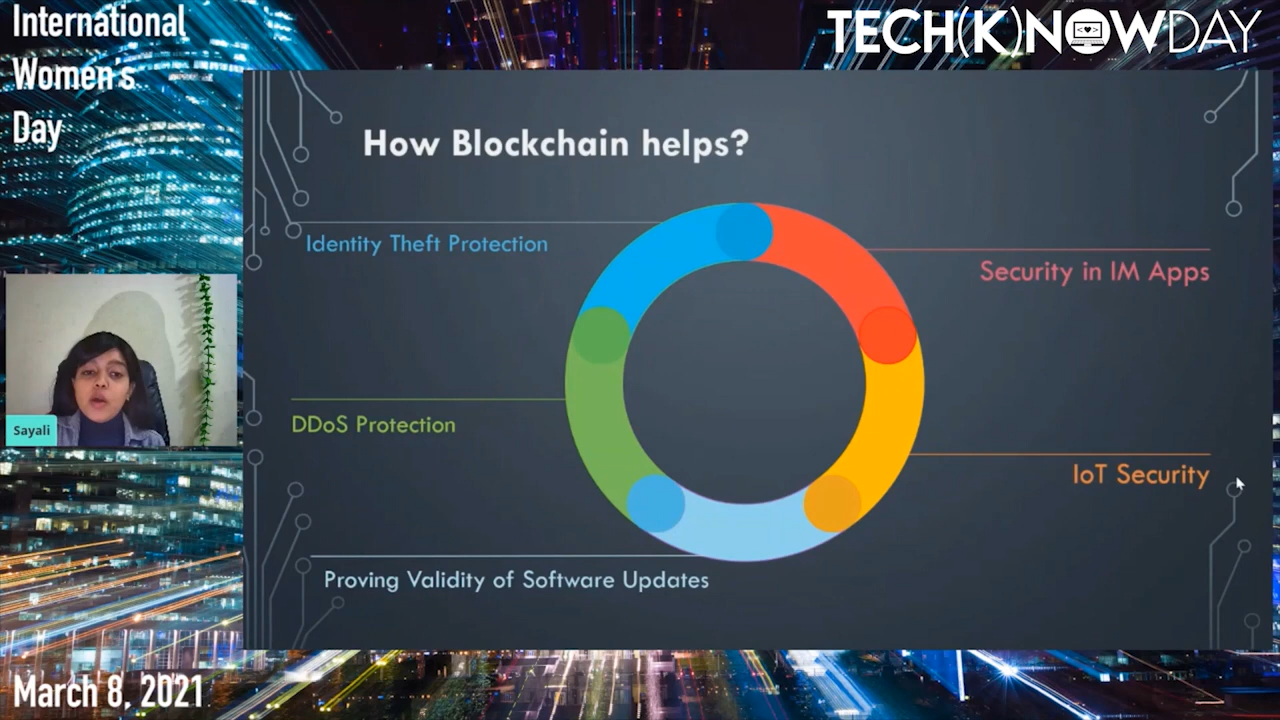 International
Women's
Day
TECH(K)NOWDAY
How Blockchain helps?
Identity Theft Protection
Security in IM Apps
DDoS Protection
IoT Security
Proving Validity of Software Updates
Sayali
March 8, 2021